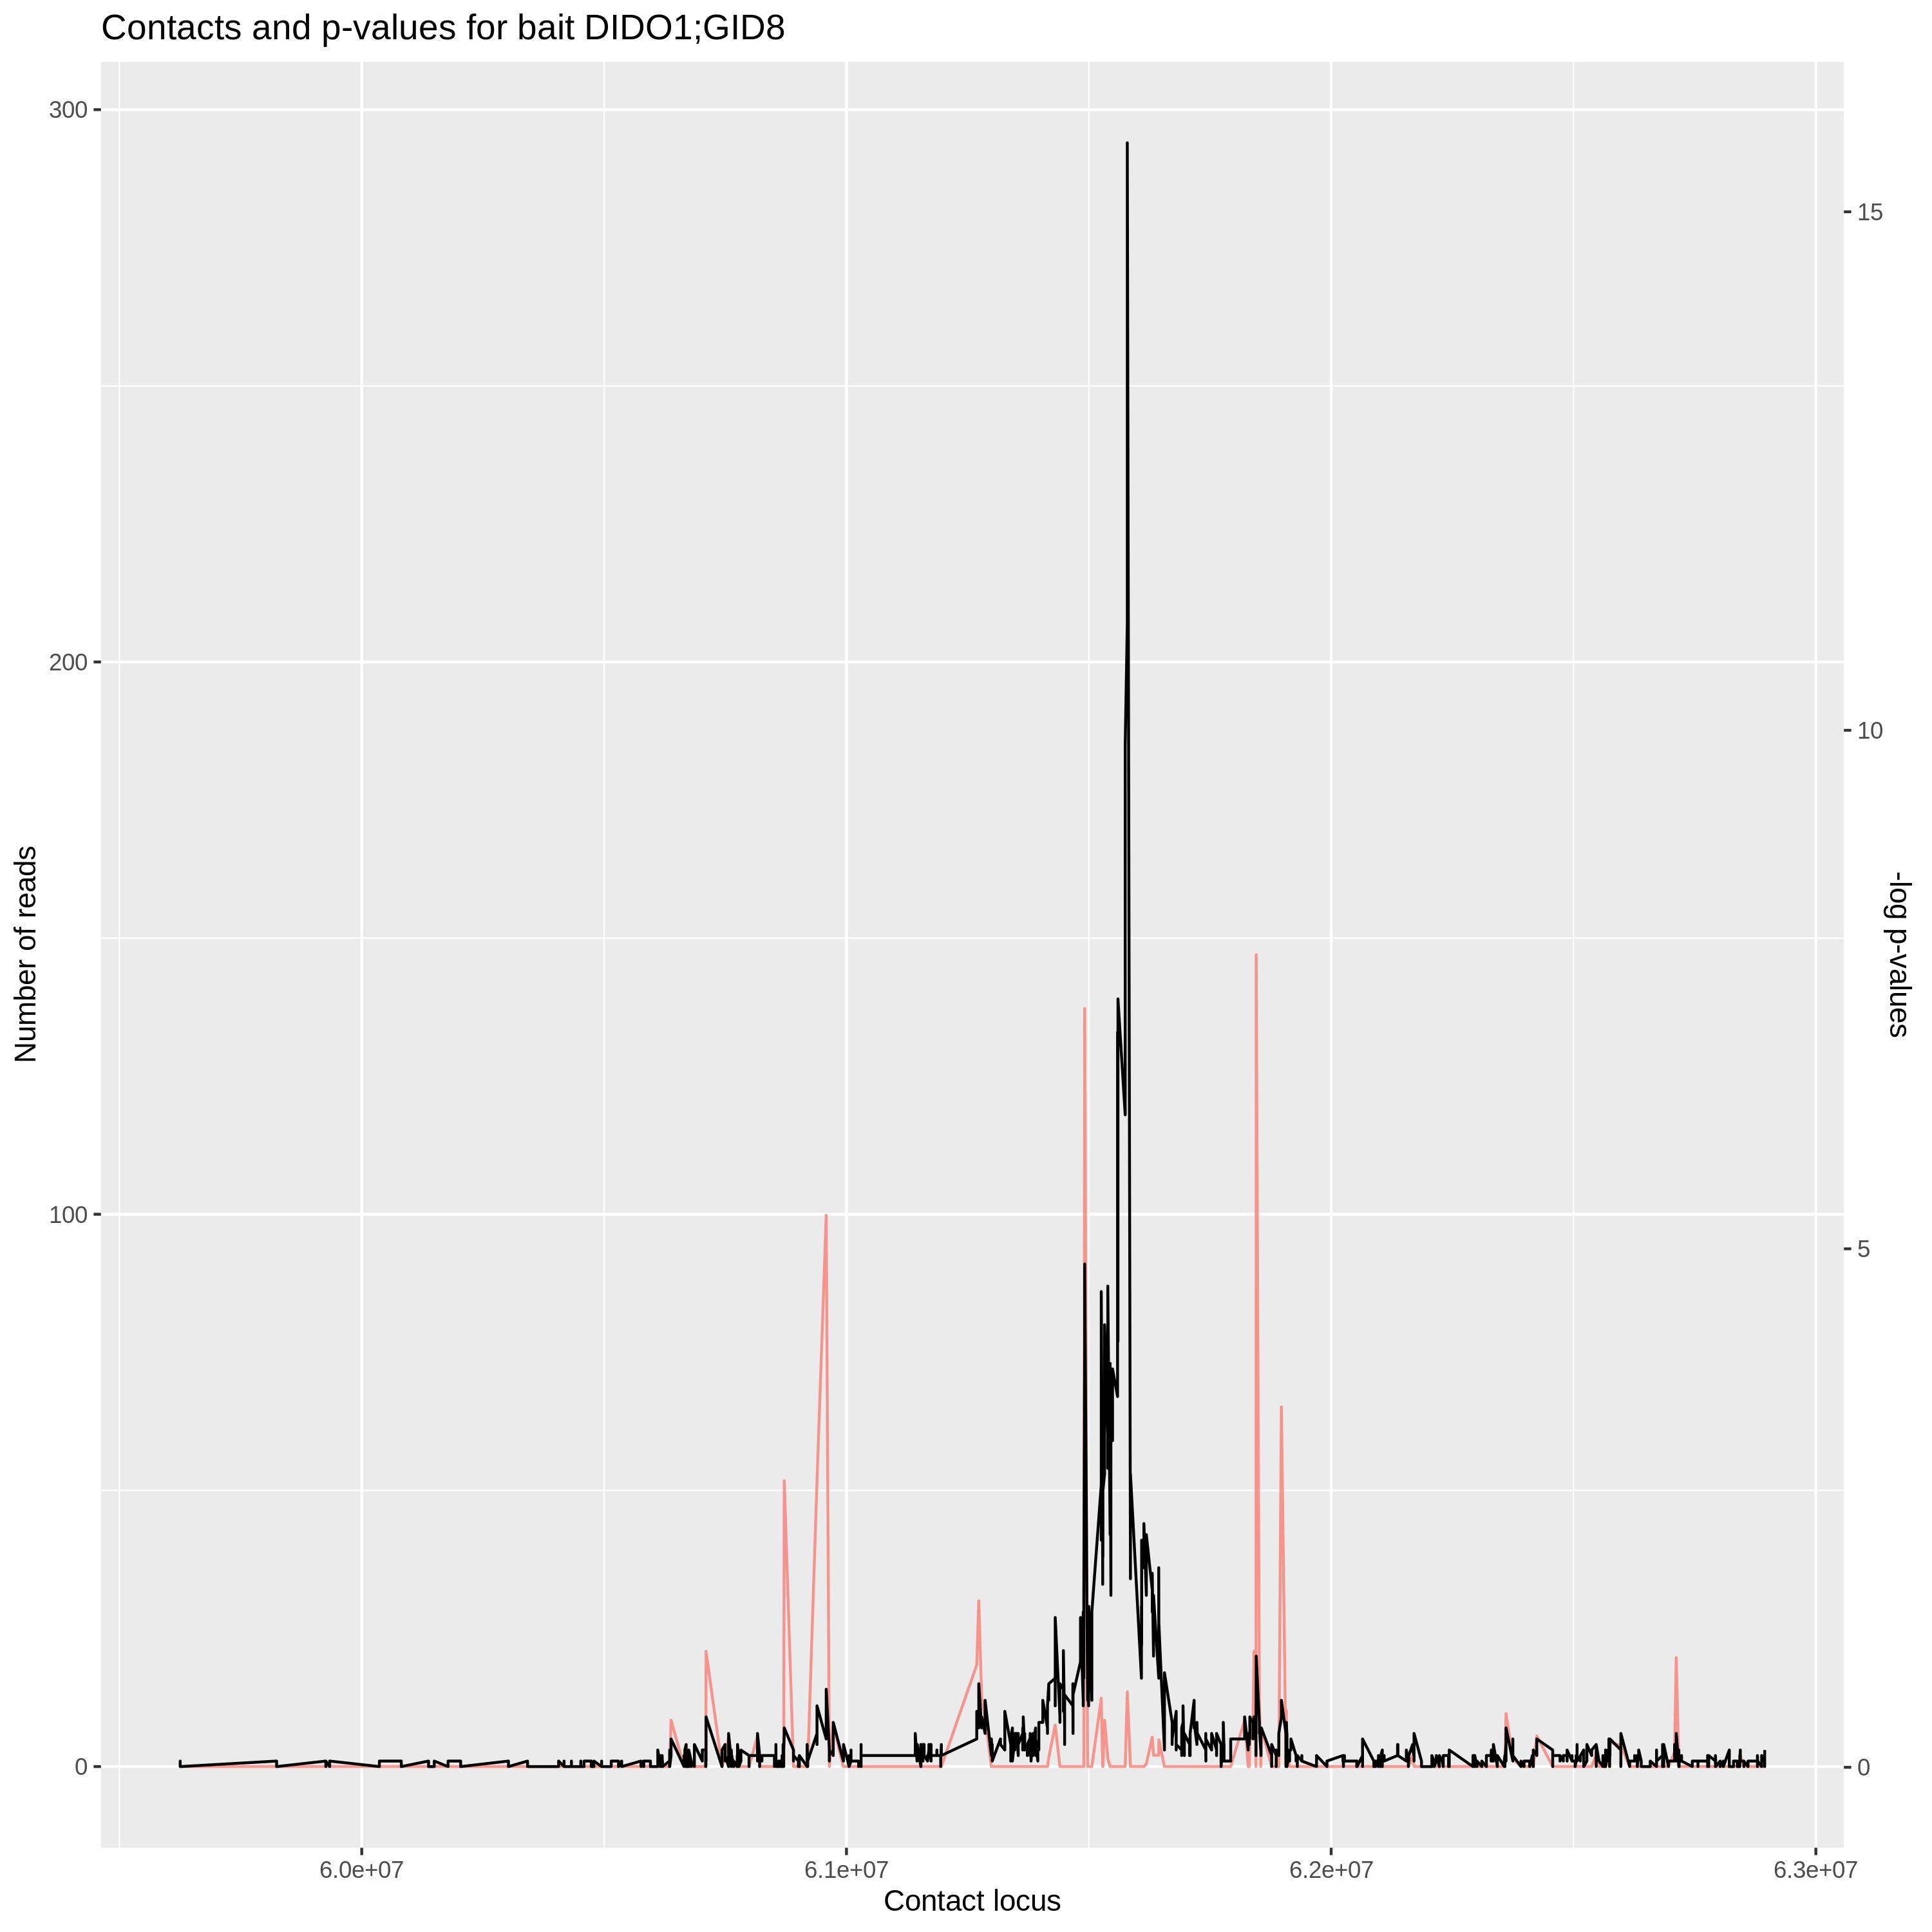 Contacts and p-values for bait DIDO1;GID8
300
200
100
0
Number of reads
15
10
5
0
-log p-values
6.0e+07
6.1e+07
6.2e+07
6.3e+07
Contact locus